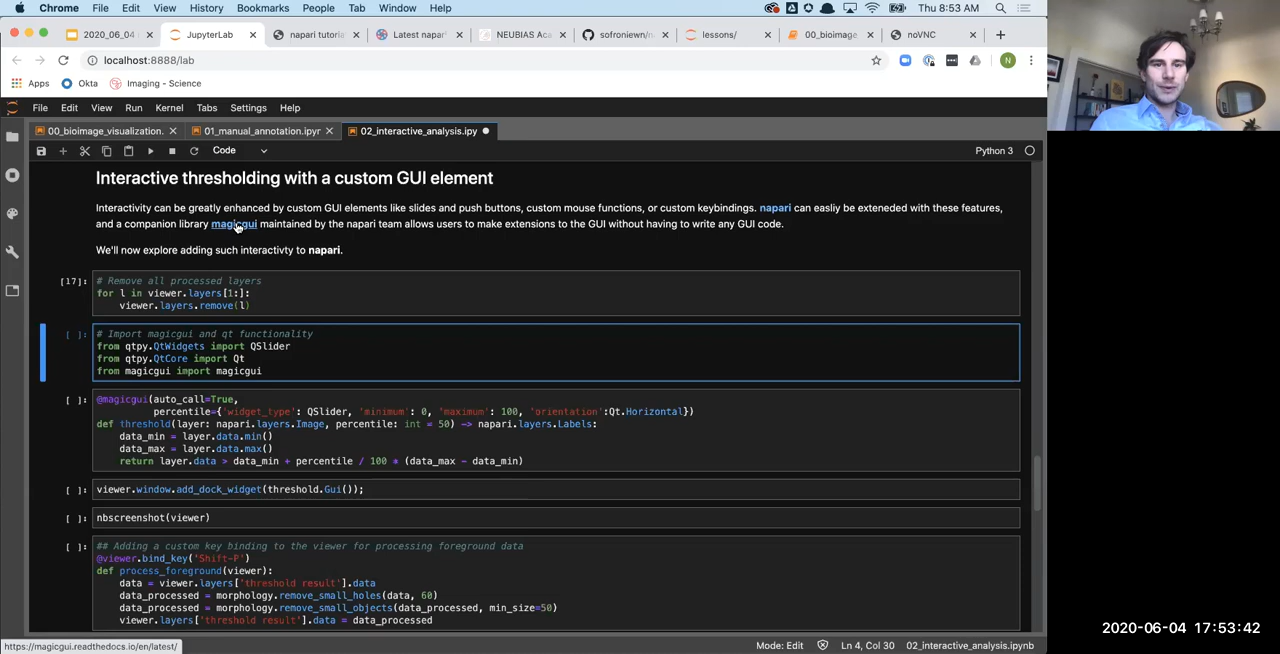 Chrome File Edit View History Bookmarks People Tab Window Help Thu 8:53 AM
2020_06_04 JupyterLab napari tutoria Latest napari NEUBIAS Aca sofroniewn/n lessons/ 00_bioimage noVNC
localhost:8888/lab N
Apps Okta Imaging - Science
File Edit View Run Kernel Tabs Settings Help
00_bioimage_visualization. 01_manual_annotation.ipyr 02_interactive_analysis.ipy
Code Python 3
Interactive thresholding with a custom GUI element
Interactivity can be greatly enhanced by custom GUI elements like slides and push buttons, custom mouse functions, or custom keybindings. napari can easliy be exteneded with these features,
and a companion library magicgui maintained by the napari team allows users to make extensions to the GUI without having to write any GUI code.
We'll now explore adding such interactivty to napari.
[17]: # Remove all processed layers
for l in viewer.layers[1:]:
viewer.layers.remove(l)
[ ]: # Import magicgui and qt functionality
from qtpy.QtWidgets import QSlider
from qtpy.QtCore import Qt
from magicgui import magicgui
[ ]: @magicgui(auto_call=True,
percentile={'widget_type': QSlider, 'minimum': 0, 'maximum': 100, 'orientation':Qt.Horizontal})
def threshold(layer: napari.layers.Image, percentile: int = 50) -> napari.layers.Labels:
data_min = layer.data.min()
data_max = layer.data.max()
return layer.data > data_min + percentile / 100 * (data_max - data_min)
[ ]: viewer.window.add_dock_widget(threshold.Gui());
[ ]: nbscreenshot(viewer)
[ ]: ## Adding a custom key binding to the viewer for processing foreground data
@viewer.bind_key('Shift-P')
def process_foreground(viewer):
data = viewer.layers['threshold result'].data
data_processed = morphology.remove_small_holes(data, 60)
data_processed = morphology.remove_small_objects(data_processed, min_size=50)
viewer.layers['threshold result'].data = data_processed
https://magicgui.readthedocs.io/en/latest/ Mode: Edit Ln 4, Col 30 02_interactive_analysis.ipynb
2020-06-04 17:53:42